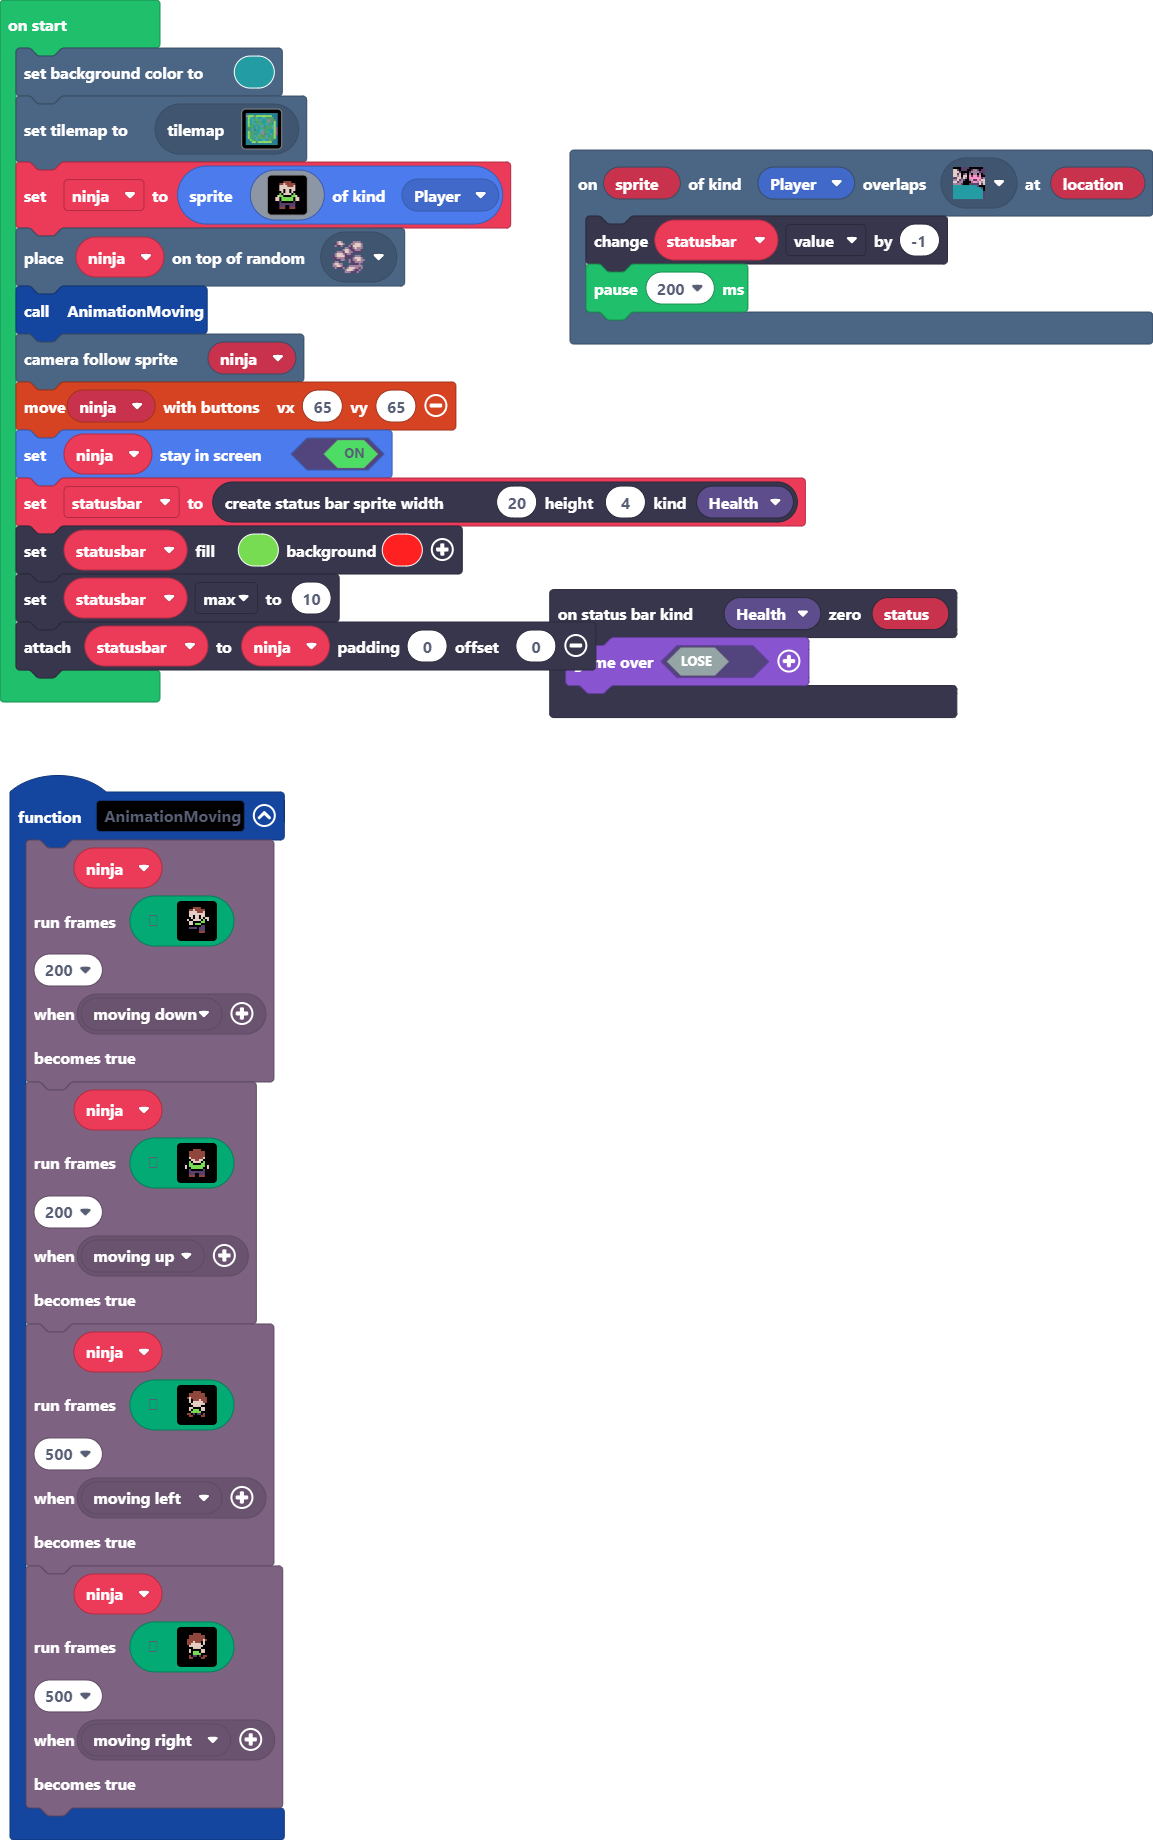 on start
set background color to
set tilemap to tilemap
set ninja to sprite of kind Player
place ninja on top of random
call AnimationMoving
camera follow sprite ninja
move ninja with buttons vx 65 vy 65
set ninja stay in screen ON
set statusbar to create status bar sprite width 20 height 4 kind Health
set statusbar fill background
set statusbar max to 10
attach statusbar to ninja padding 0 offset 0
on sprite of kind Player overlaps at location
change statusbar value by -1
pause 200 ms
on status bar kind Health zero status
me over LOSE
function AnimationMoving
ninja
run frames
200
when moving down
becomes true
ninja
run frames
200
when moving up
becomes true
ninja
run frames
500
when moving left
becomes true
ninja
run frames
500
when moving right
becomes true